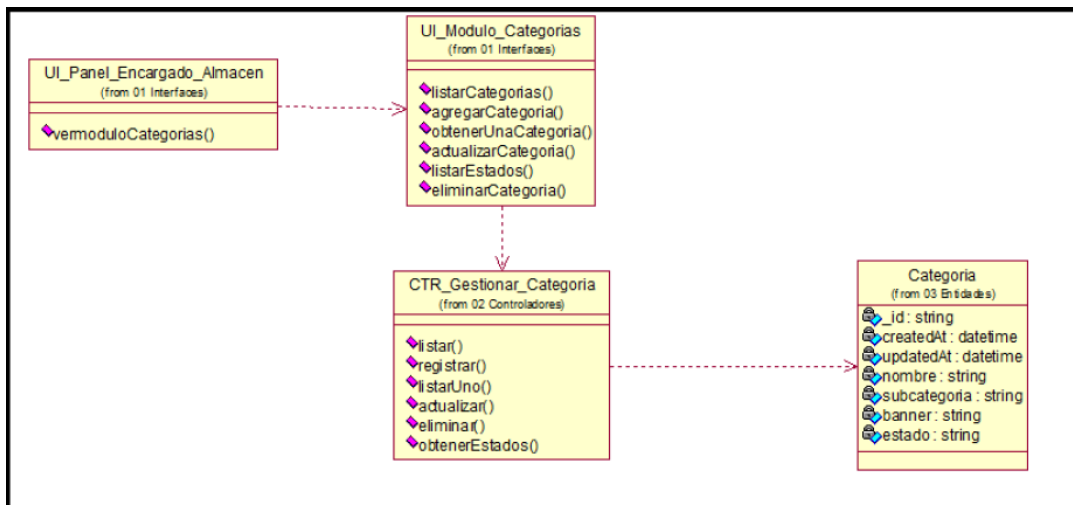 UI_Panel_Encargado_Almacen
(from 01 Interfaces)
vermoduloCategorias()
UI_Modulo_Categorias
(from 01 Interfaces)
listarCategorias()
agregarCategoria()
obtenerUnaCategoria()
actualizarCategoria()
listarEstados()
eliminarCategoria()
CTR_Gestionar_Categoria
(from 02 Controladores)
listar()
registrar()
listarUno()
actualizar()
eliminar()
obtenerEstados()
Categoria
(from 03 Entidades)
_id : string
createdAt : datetime
updatedAt : datetime
nombre : string
subcategoria : string
banner : string
estado : string